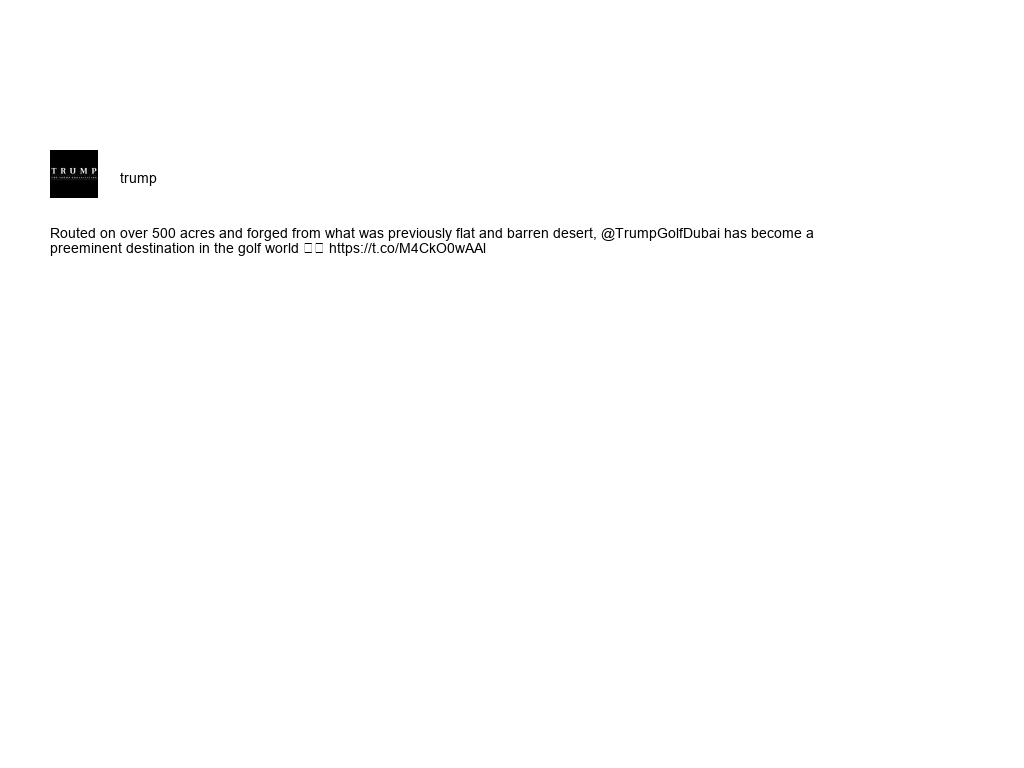 TRUMP
trump
Routed on over 500 acres and forged from what was previously flat and barren desert, @TrumpGolfDubai has become a
preeminent destination in the golf world □□ https://t.co/M4CkO0wAAl